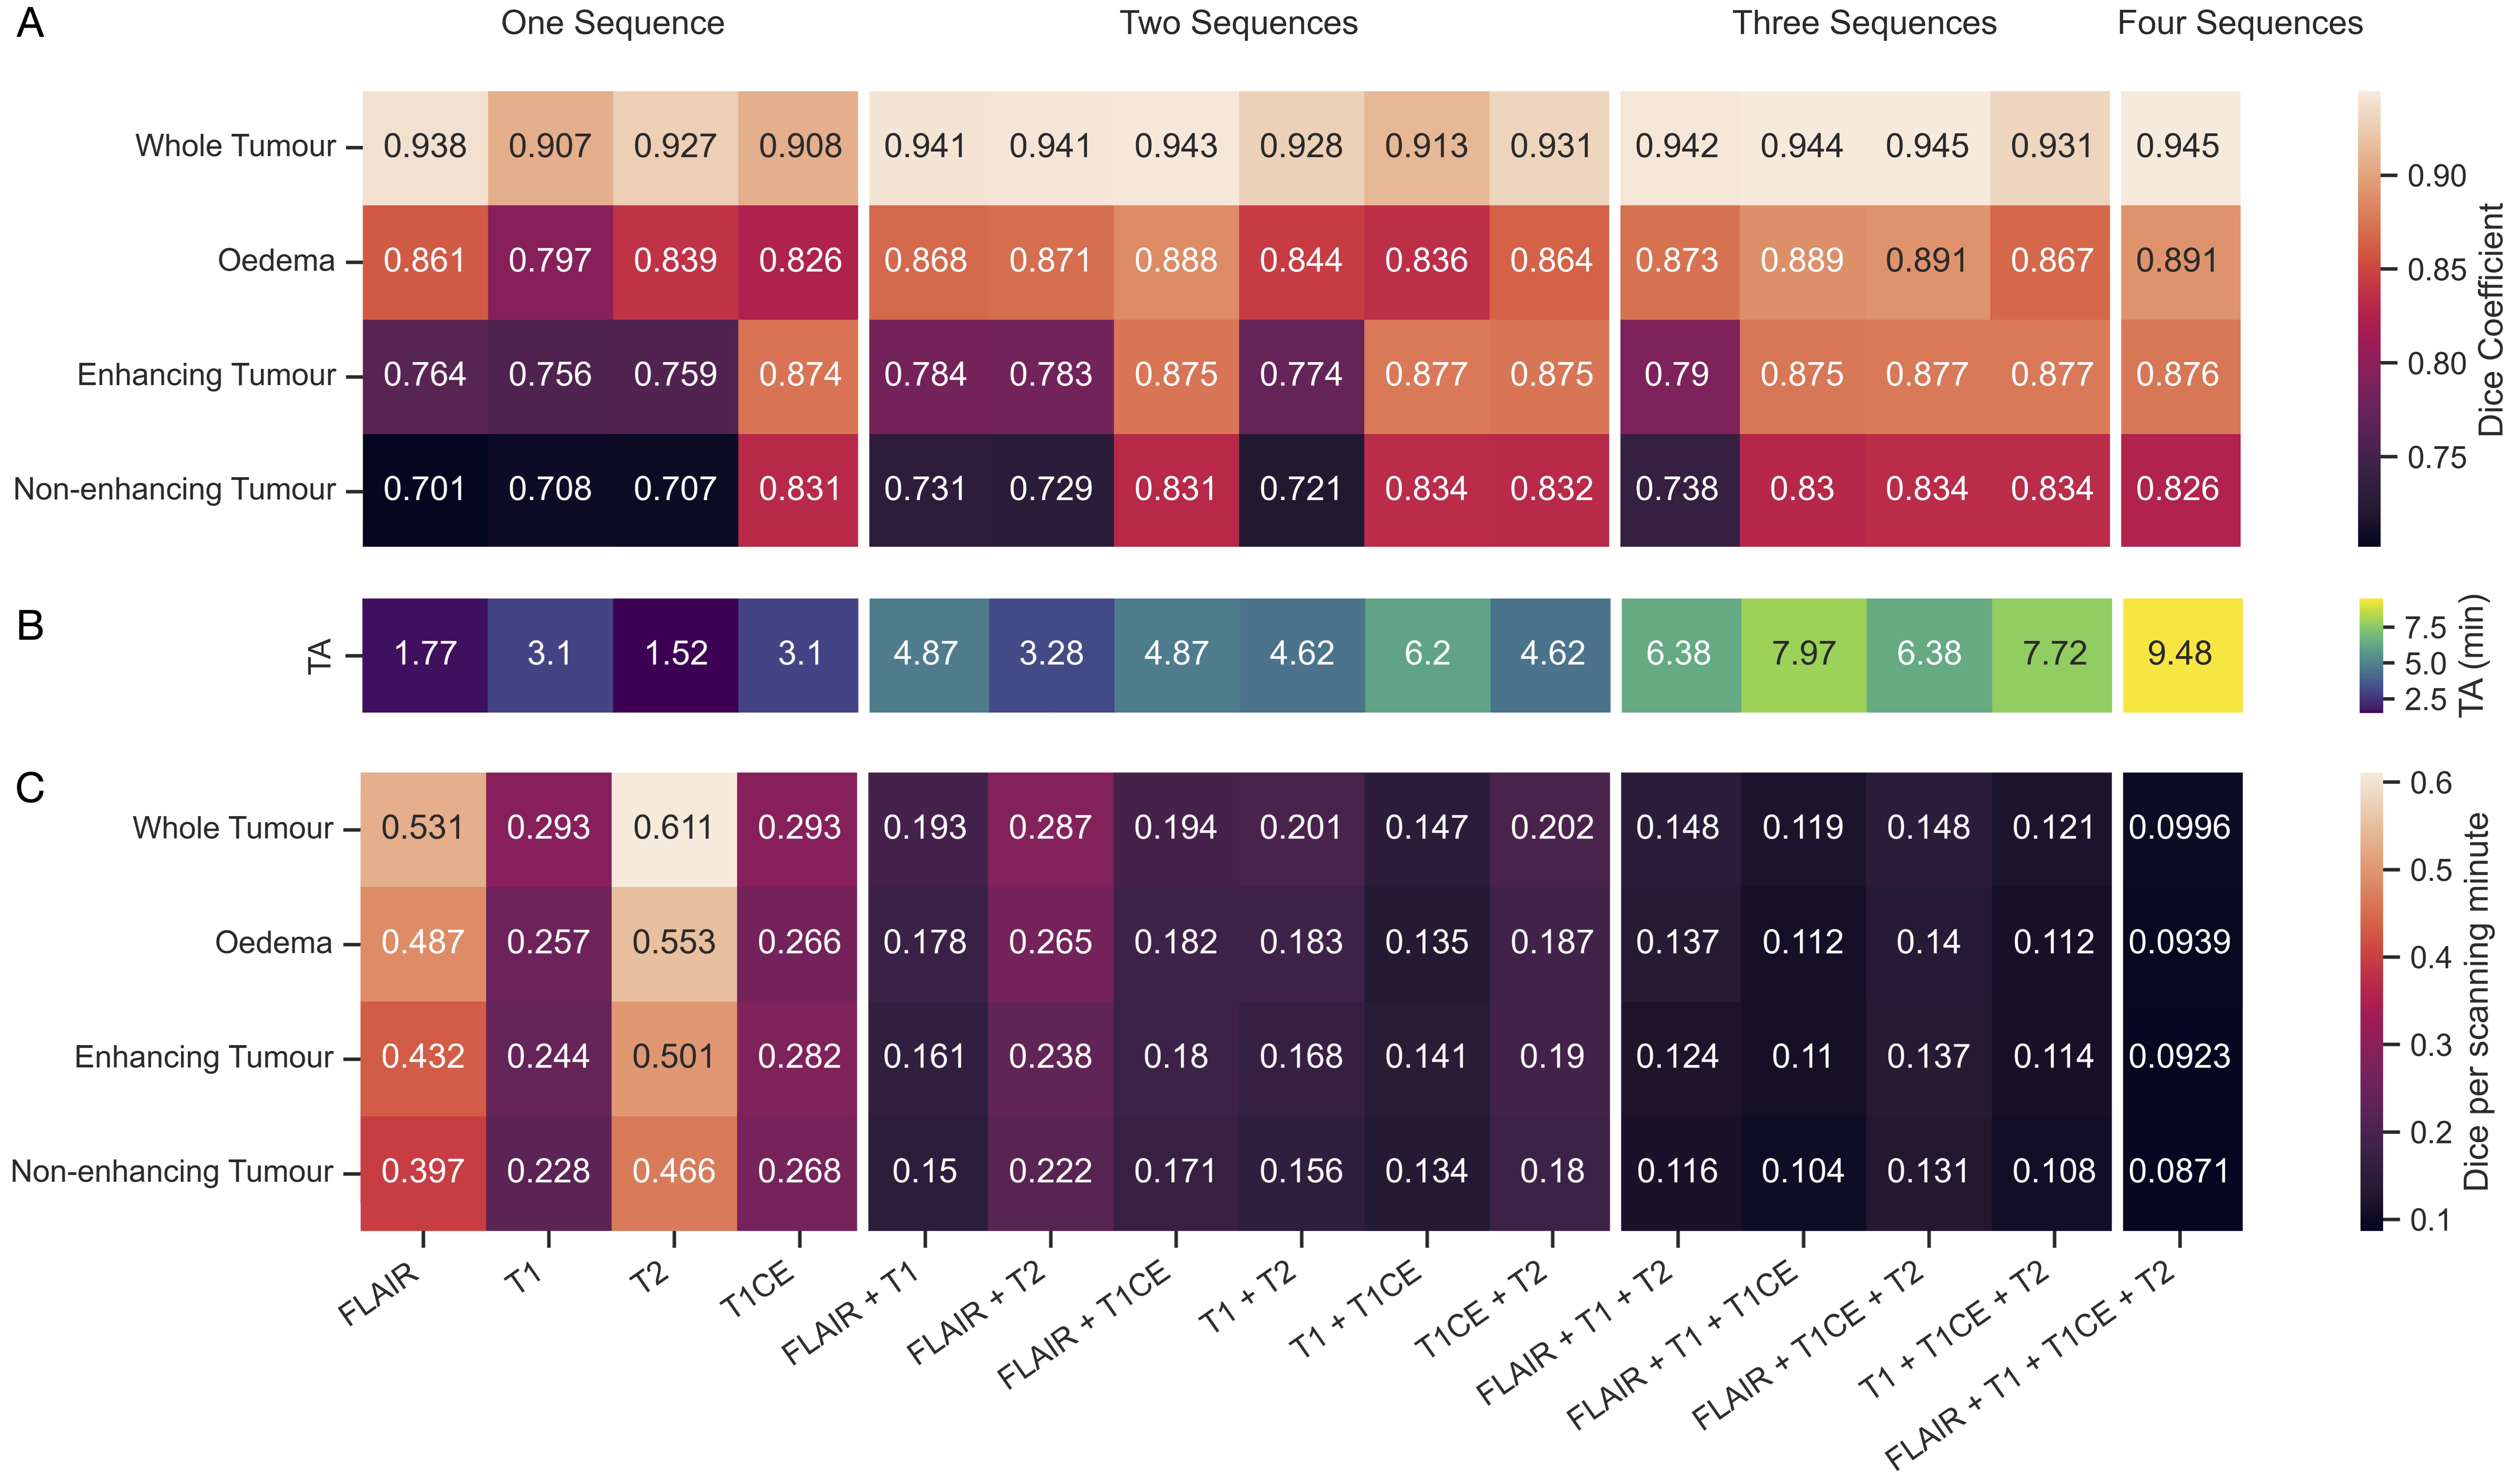 A
One Sequence Two Sequences Three Sequences Four Sequences
Whole Tumour 0.938 0.907 0.927 0.908 0.941 0.941 0.943 0.928 0.913 0.931 0.942 0.944 0.945 0.931 0.945
Oedema 0.861 0.797 0.839 0.826 0.868 0.871 0.888 0.844 0.836 0.864 0.873 0.889 0.891 0.867 0.891
Enhancing Tumour 0.764 0.756 0.759 0.874 0.784 0.783 0.875 0.774 0.877 0.875 0.79 0.875 0.877 0.877 0.876
Non-enhancing Tumour 0.701 0.708 0.707 0.831 0.731 0.729 0.831 0.721 0.834 0.832 0.738 0.83 0.834 0.834 0.826
0.90
0.85
0.80
0.75
Dice Coefficient
B
TA 1.77 3.1 1.52 3.1 4.87 3.28 4.87 4.62 6.2 4.62 6.38 7.97 6.38 7.72 9.48
7.5
5.0
2.5
TA (min)
C
Whole Tumour 0.531 0.293 0.611 0.293 0.193 0.287 0.194 0.201 0.147 0.202 0.148 0.119 0.148 0.121 0.0996
Oedema 0.487 0.257 0.553 0.266 0.178 0.265 0.182 0.183 0.135 0.187 0.137 0.112 0.14 0.112 0.0939
Enhancing Tumour 0.432 0.244 0.501 0.282 0.161 0.238 0.18 0.168 0.141 0.19 0.124 0.11 0.137 0.114 0.0923
Non-enhancing Tumour 0.397 0.228 0.466 0.268 0.15 0.222 0.171 0.156 0.134 0.18 0.116 0.104 0.131 0.108 0.0871
0.6
0.5
0.4
0.3
0.2
0.1
Dice per scanning minute
FLAIR
T1
T2
T1CE
FLAIR + T1
FLAIR + T2
FLAIR + T1CE
T1 + T2
T1 + T1CE
T1CE + T2
FLAIR + T1 + T2
FLAIR + T1 + T1CE
FLAIR + T1CE + T2
T1 + T1CE + T2
FLAIR + T1 + T1CE + T2